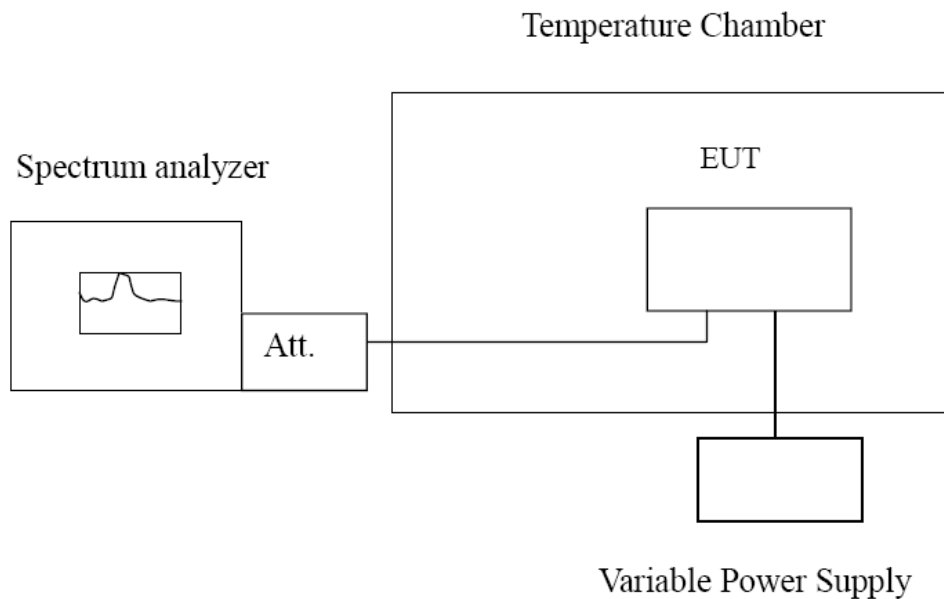 Temperature Chamber
Spectrum analyzer
EUT
Att.
Variable Power Supply